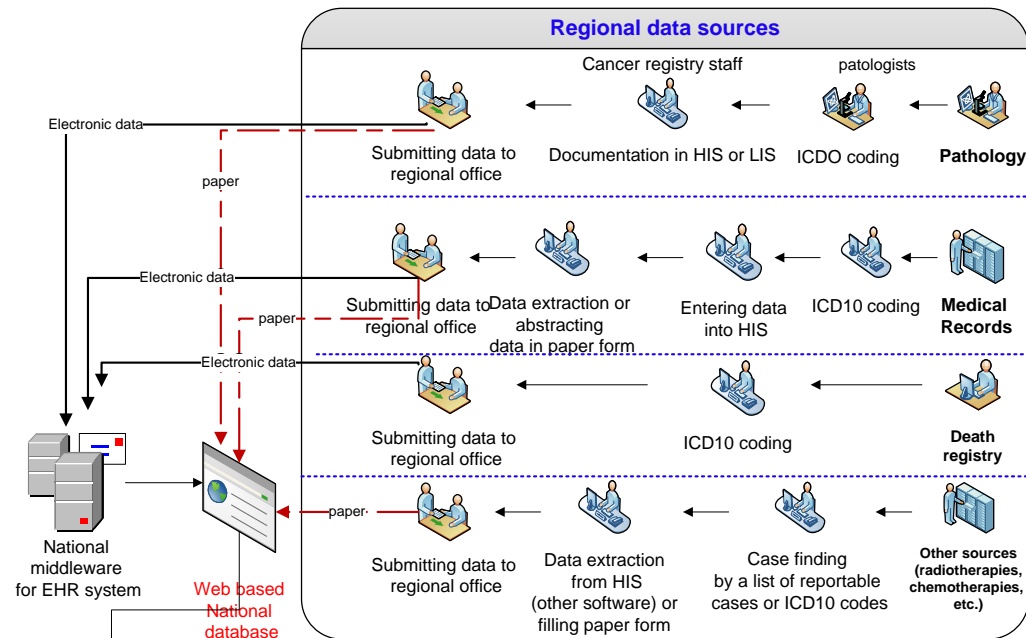 Regional data sources
Cancer registry staff
patologists
Electronic data
Submitting data to
regional office
Documentation in HIS or LIS
ICDO coding
Pathology
paper
Electronic data
Submitting data to
regional office
Data extraction or
abstracting
data in paper form
Entering data
into HIS
ICD10 coding
Medical
Records
paper
Electronic data
Submitting data to
regional office
ICD10 coding
Death
registry
paper
Submitting data to
regional office
Data extraction
from HIS
(other software) or
filling paper form
Case finding
by a list of reportable
cases or ICD10 codes
Other sources
(radiotherapies,
chemotherapies,
etc.)
National
middleware
for EHR system
Web based
National
database